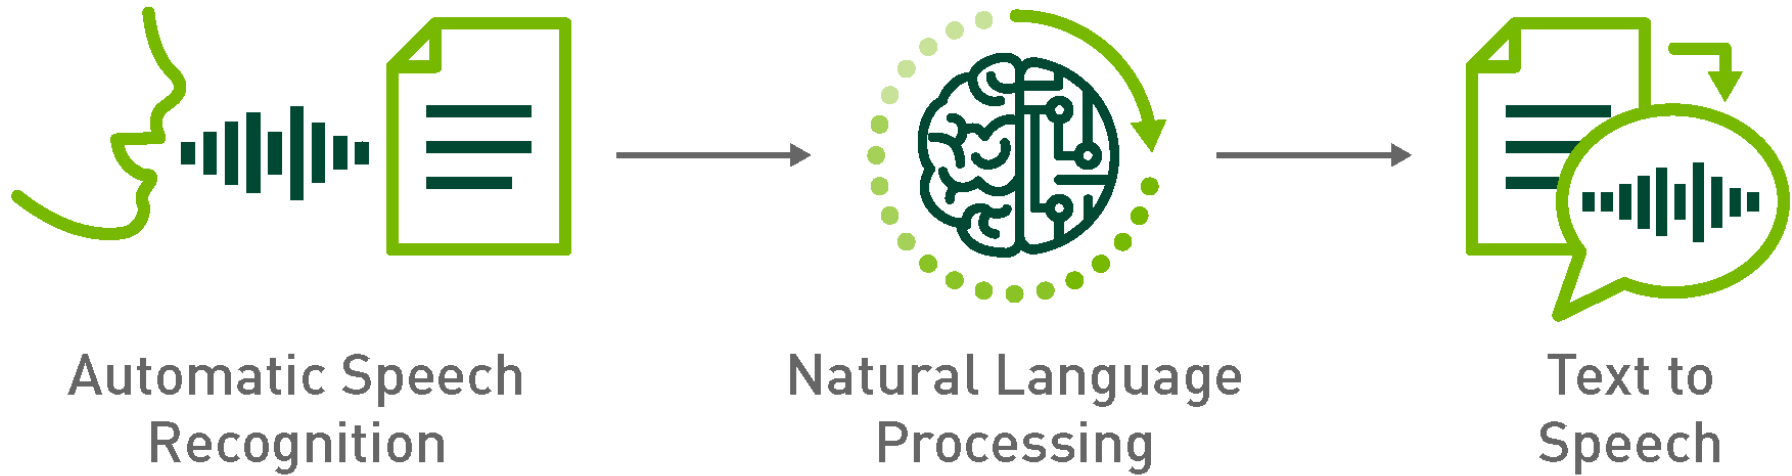 Automatic Speech
Recognition
Natural Language
Processing
Text to
Speech